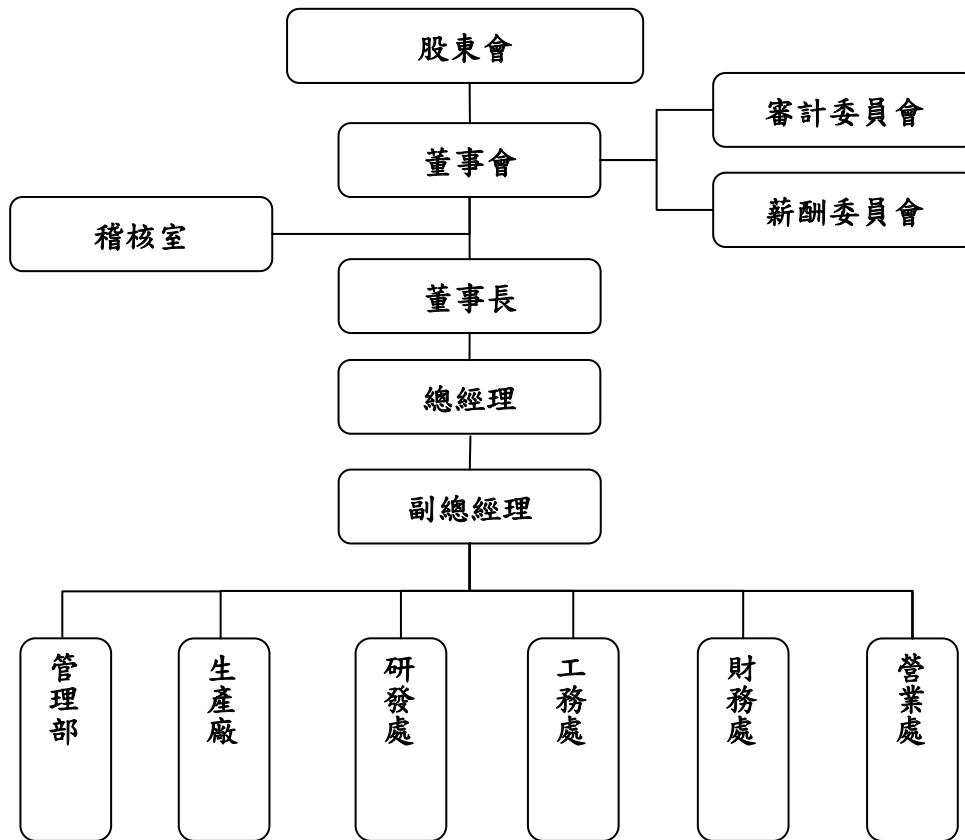 股東會
審計委員會
董事會
薪酬委員會
稽核室
董事長
總經理
副總經理
管理部
生產廠
研發處
工務處
財務處
營業處